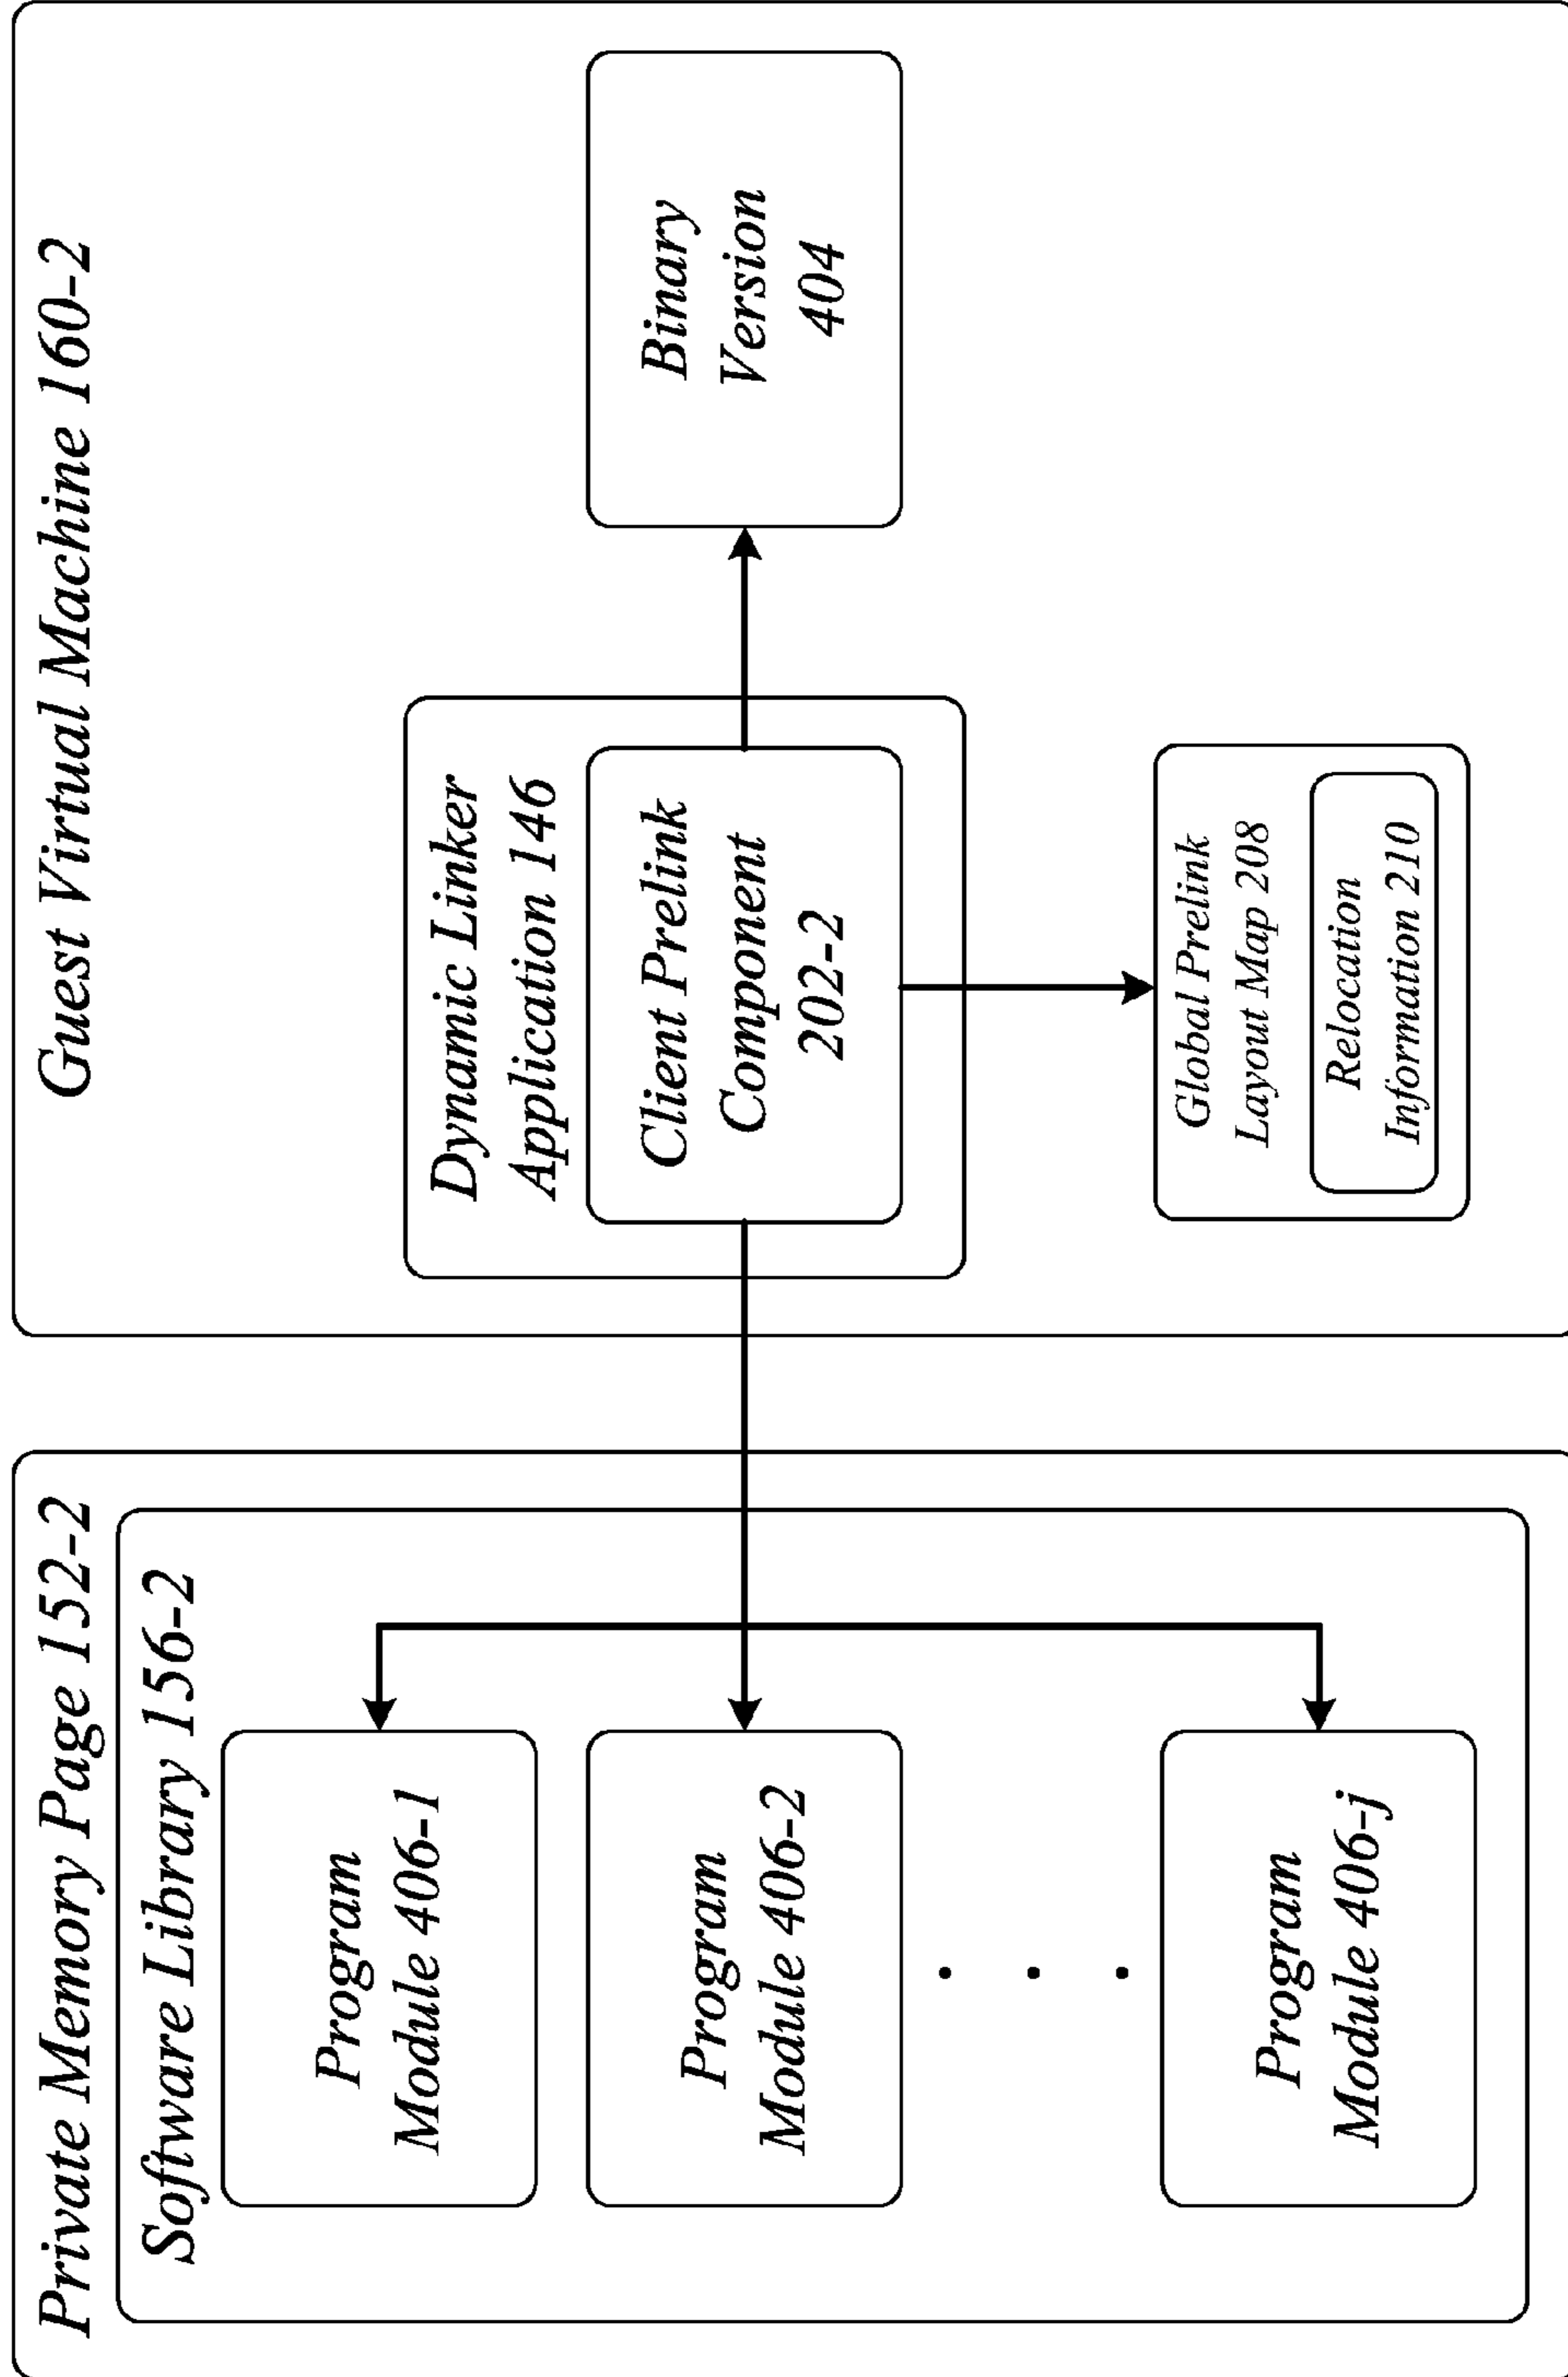 Private Memory Page 152-2
Software Library 156-2
Program
Module 406-1
Program
Module 406-2
Program
Module 406-j
Guest Virtual Machine 160-2
Dynamic Linker
Application 146
Client Prelink
Component
202-2
Binary
Version
404
Global Prelink
Layout Map 208
Relocation
Information 210